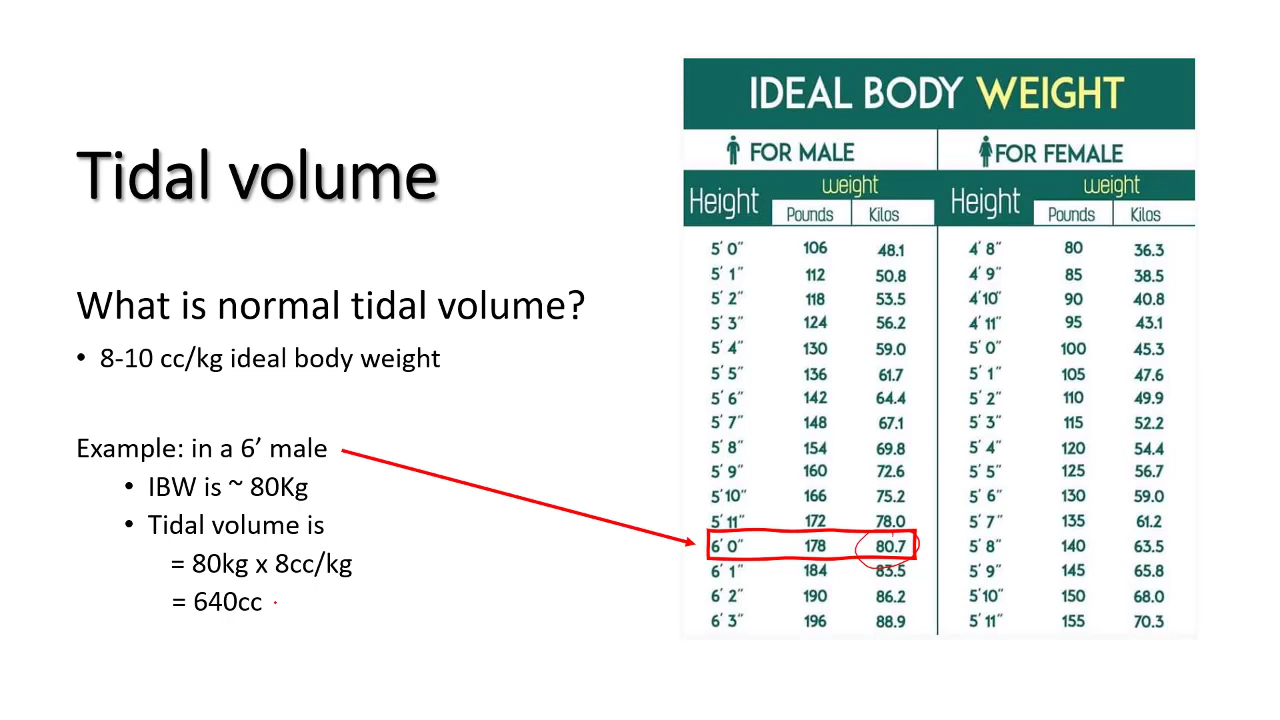 Tidal volume
What is normal tidal volume?
• 8-10 cc/kg ideal body weight
Example: in a 6’ male
• IBW is ~ 80Kg
• Tidal volume is
= 80kg x 8cc/kg
= 640cc
IDEAL BODY WEIGHT
FOR MALE FOR FEMALE
Height weight Height weight
Pounds Kilos Pounds Kilos
5' 0" 106 48.1 4' 8" 80 36.3
5' 1" 112 50.8 4' 9" 85 38.5
5' 2" 118 53.5 4'10" 90 40.8
5' 3" 124 56.2 4' 11" 95 43.1
5' 4" 130 59.0 5' 0" 100 45.3
5' 5" 136 61.7 5' 1" 105 47.6
5' 6" 142 64.4 5' 2" 110 49.9
5' 7" 148 67.1 5' 3" 115 52.2
5' 8" 154 69.8 5' 4" 120 54.4
5' 9" 160 72.6 5' 5" 125 56.7
5'10" 166 75.2 5' 6" 130 59.0
5' 11" 172 78.0 5' 7" 135 61.2
6' 0" 178 80.7 5' 8" 140 63.5
6' 1" 184 83.5 5' 9" 145 65.8
6' 2" 190 86.2 5'10" 150 68.0
6' 3" 196 88.9 5' 11" 155 70.3